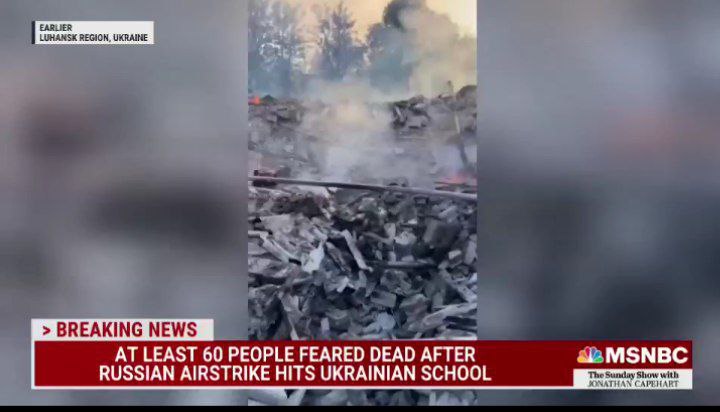 EARLIER
LUHANSK REGION, UKRAINE
> BREAKING NEWS
AT LEAST 60 PEOPLE FEARED DEAD AFTER
RUSSIAN AIRSTRIKE HITS UKRAINIAN SCHOOL
MSNBC
The Sunday Show with
JONATHAN CAPEHART